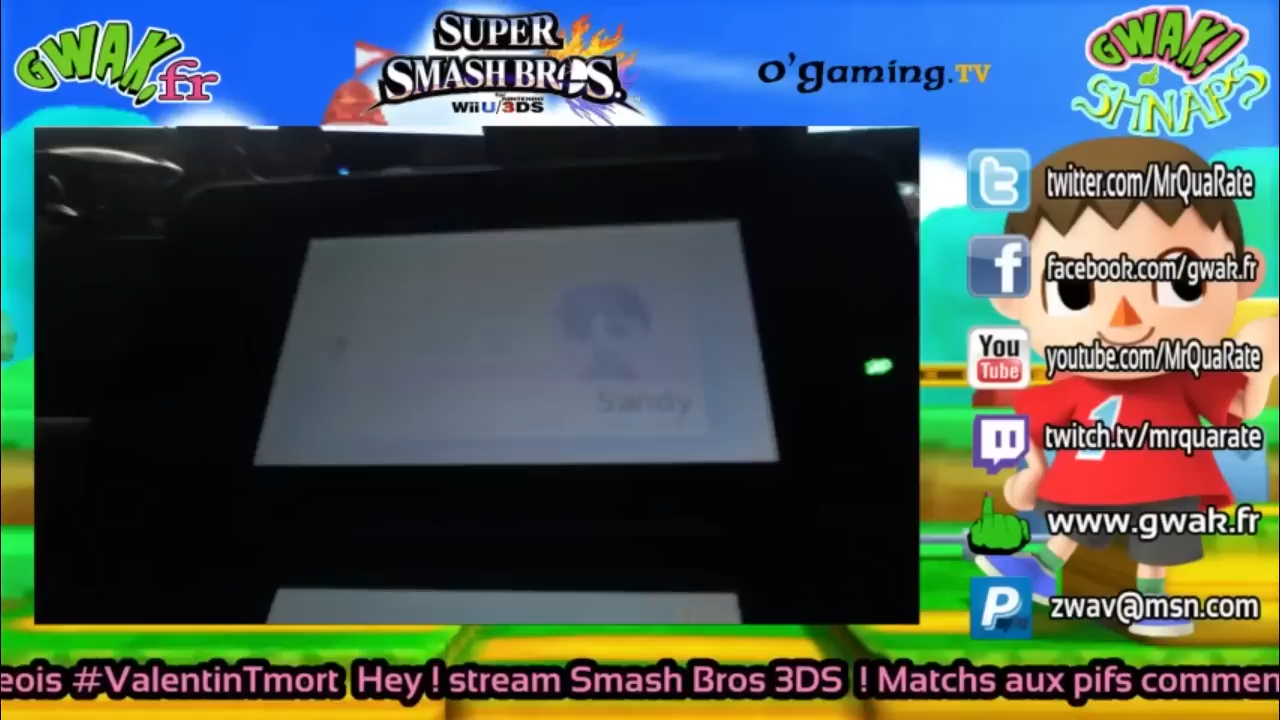 GWAK.fr
SUPER
SMASH BROS.
for NINTENDO
Wii U/3DS
o'gaming.TV
GWAK!
SHNAPS
twitter.com/MrQuaRate
facebook.com/gwak.fr
You
Tube
youtube.com/MrQuaRate
twitch.tv/mrquarate
www.gwak.fr
zwav@msn.com
Sandy
eois #ValentinTmort Hey ! stream Smash Bros 3DS ! Matchs aux pifs commen